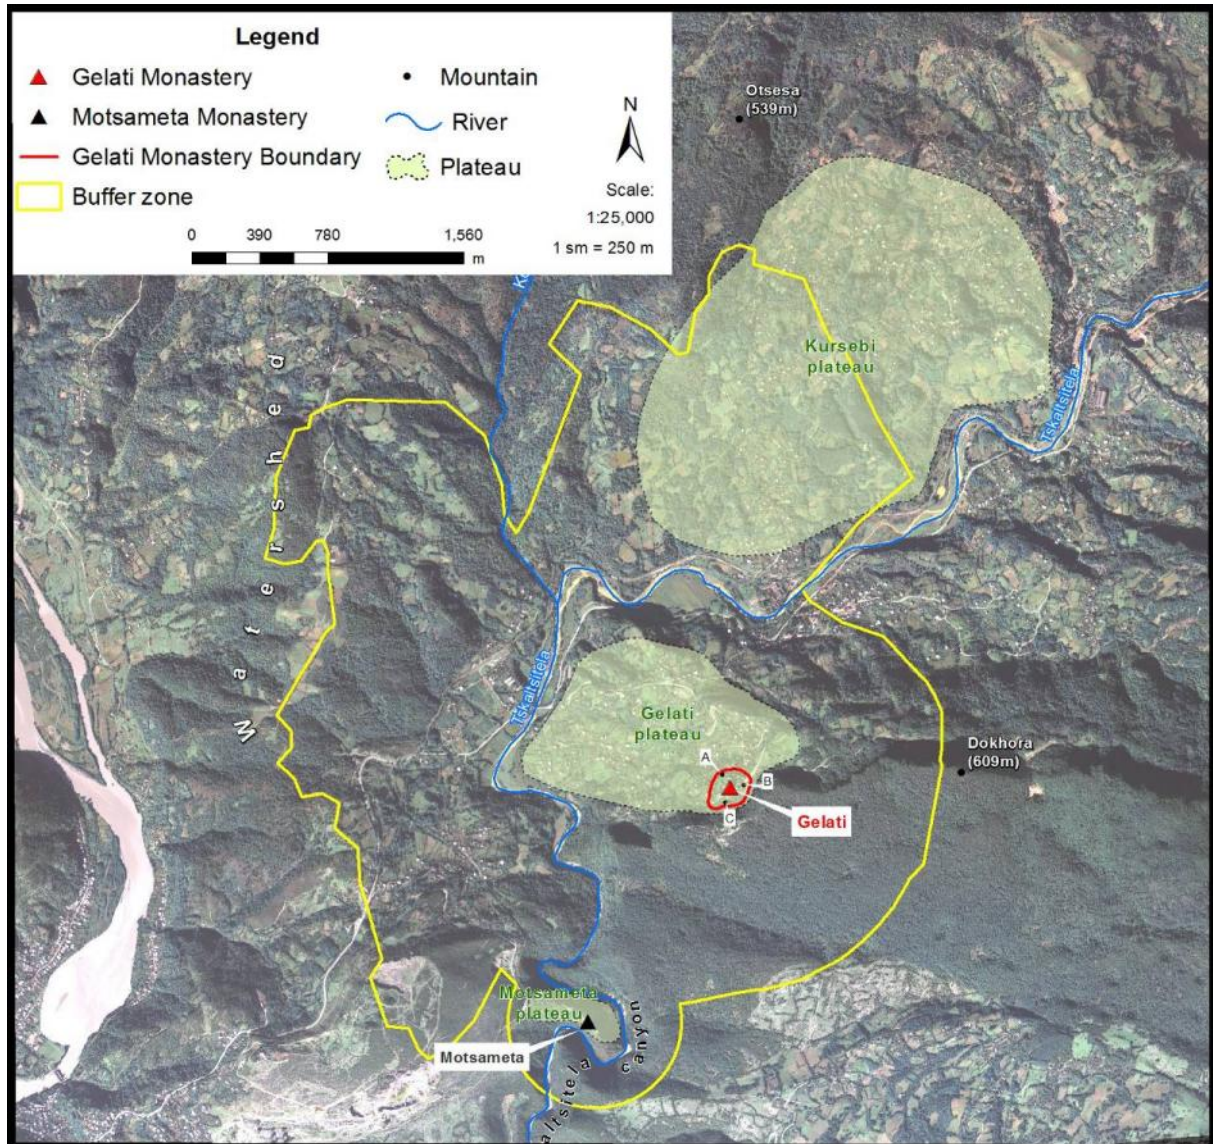 Legend
Gelati Monastery
Motsameta Monastery
Gelati Monastery Boundary
Buffer zone
Mountain
River
Plateau
N
Scale:
1:25,000
1 sm = 250 m
0 390 780 1,560
m
Otsesa
(539m)
Kursebi
plateau
Tskaltsitela
Watershed
Tskaltsitela
Gelati
plateau
A
B
C
Gelati
Dokhora
(609m)
Motsameta
plateau
Motsameta
canyon
altsitela